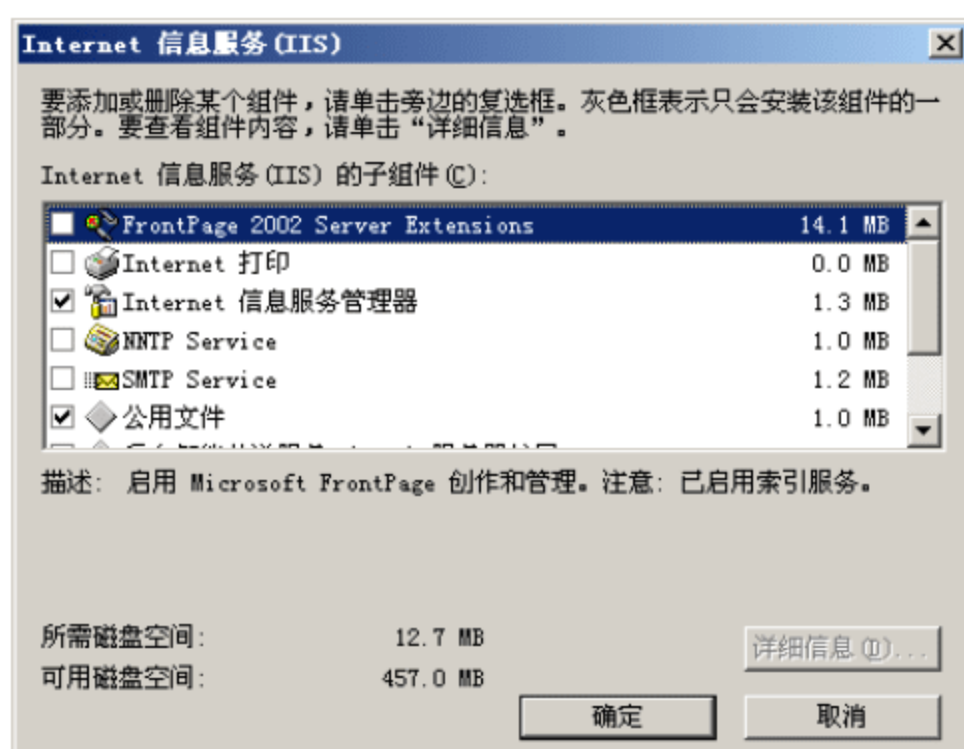 Internet 信息服务(IIS)
要添加或删除某个组件，请单击旁边的复选框。灰色框表示只会安装该组件的一
部分。要查看组件内容，请单击“详细信息”。
Internet 信息服务(IIS) 的子组件(C):
FrontPage 2002 Server Extensions 14.1 MB
Internet 打印 0.0 MB
Internet 信息服务管理器 1.3 MB
NNTP Service 1.0 MB
SMTP Service 1.2 MB
公用文件 1.0 MB
描述: 启用 Microsoft FrontPage 创作和管理。注意: 已启用索引服务。
所需磁盘空间: 12.7 MB
详细信息(D)...
可用磁盘空间: 457.0 MB
确定 取消